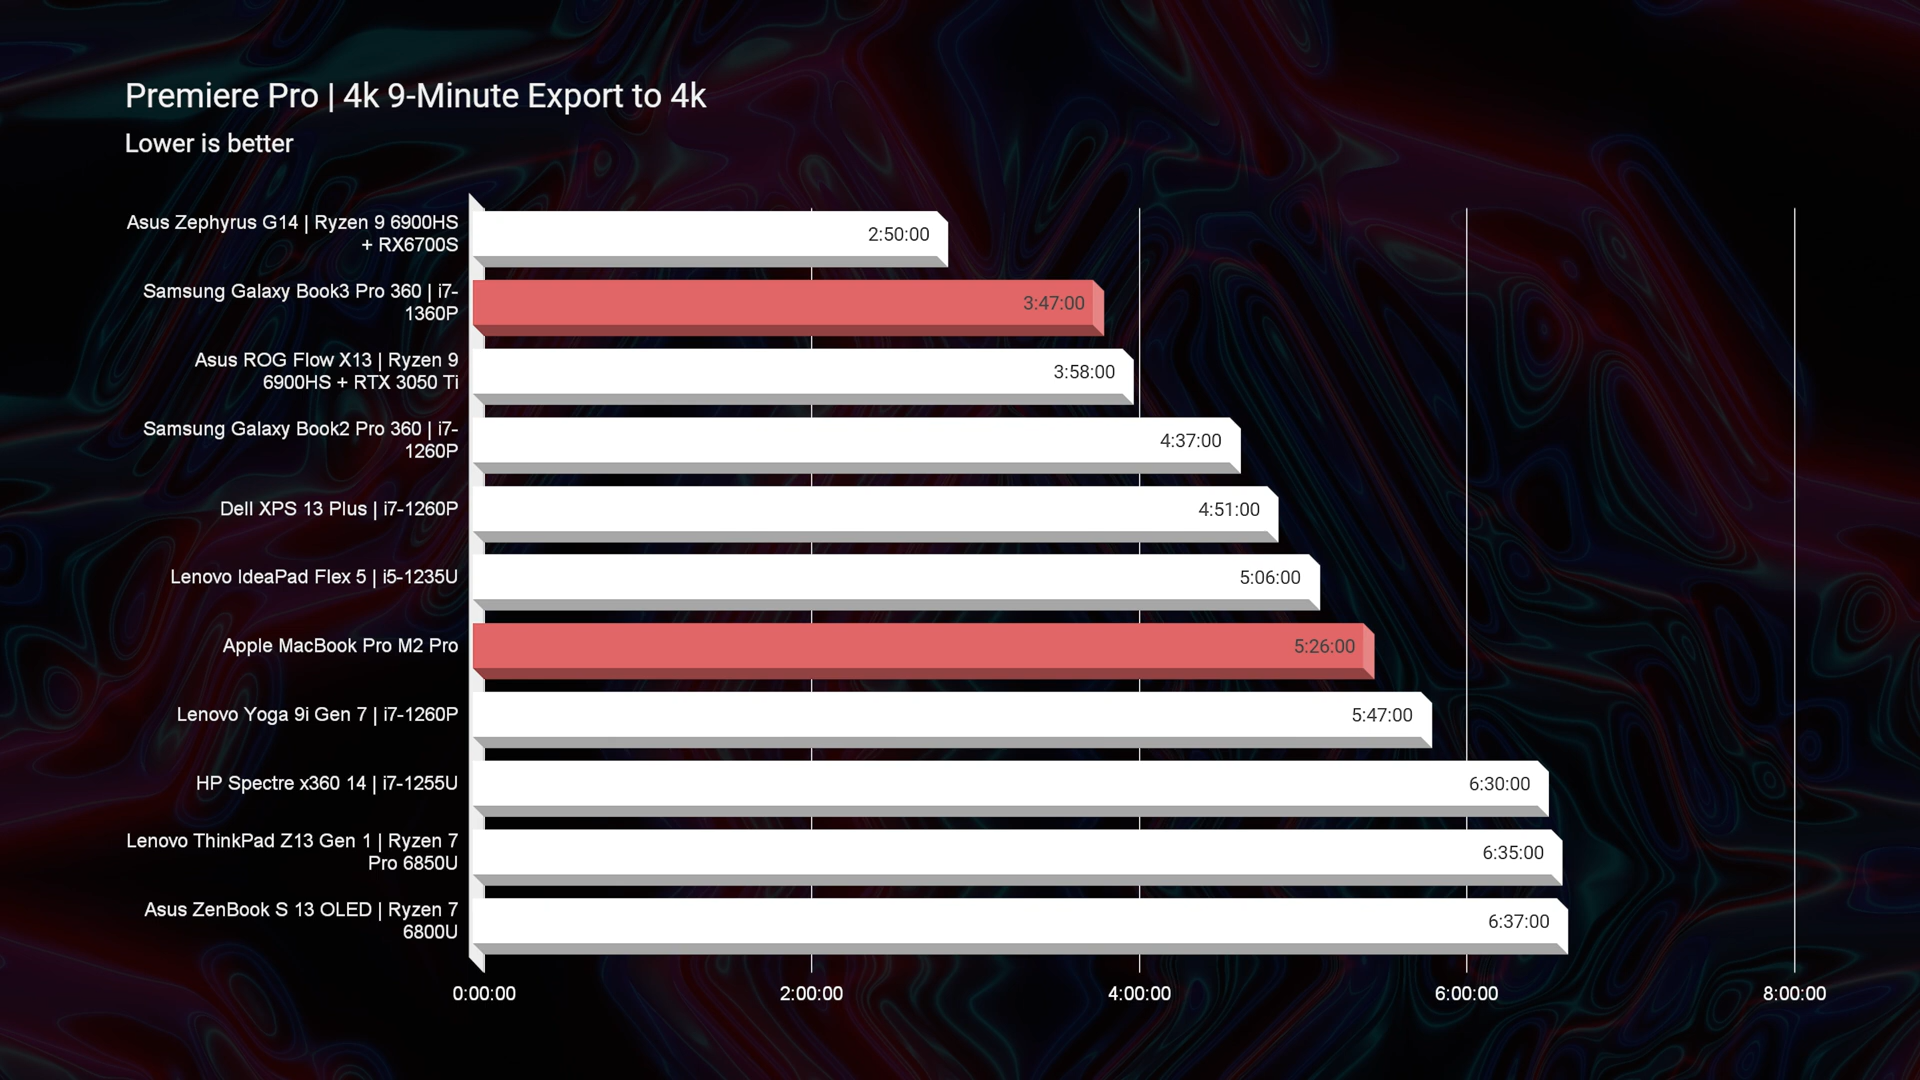 Premiere Pro | 4k 9-Minute Export to 4k
Lower is better
Asus Zephyrus G14 | Ryzen 9 6900HS
+ RX6700S
2:50:00
Samsung Galaxy Book3 Pro 360 | i7-
1360P
3:47:00
Asus ROG Flow X13 | Ryzen 9
6900HS + RTX 3050 Ti
3:58:00
Samsung Galaxy Book2 Pro 360 | i7-
1260P
4:37:00
Dell XPS 13 Plus | i7-1260P
4:51:00
Lenovo IdeaPad Flex 5 | i5-1235U
5:06:00
Apple MacBook Pro M2 Pro
5:26:00
Lenovo Yoga 9i Gen 7 | i7-1260P
5:47:00
HP Spectre x360 14 | i7-1255U
6:30:00
Lenovo ThinkPad Z13 Gen 1 | Ryzen 7
Pro 6850U
6:35:00
Asus ZenBook S 13 OLED | Ryzen 7
6800U
6:37:00
0:00:00 2:00:00 4:00:00 6:00:00 8:00:00